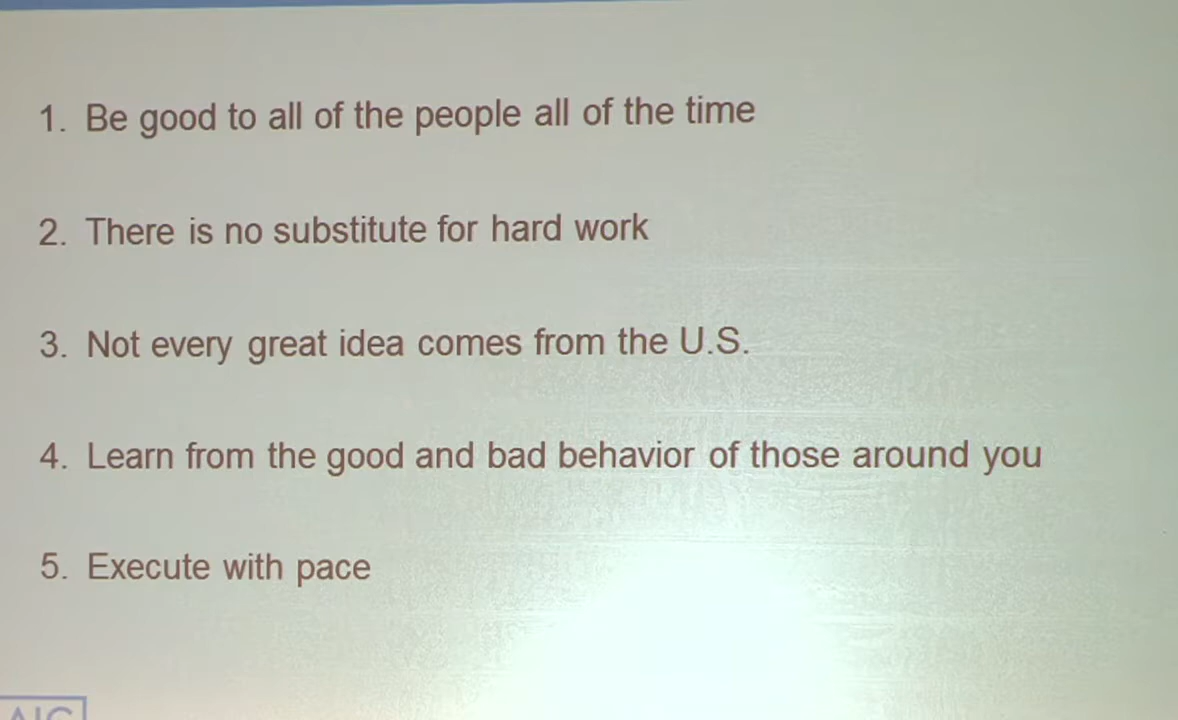 1. Be good to all of the people all of the time
2. There is no substitute for hard work
3. Not every great idea comes from the U.S.
4. Learn from the good and bad behavior of those around you
5. Execute with pace